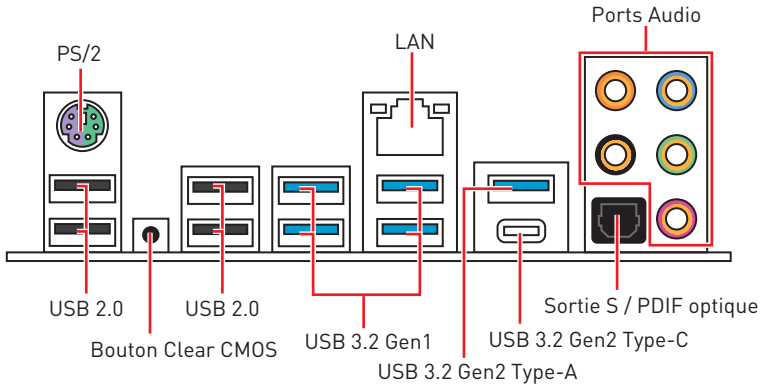 Ports Audio
PS/2
LAN
USB 2.0
USB 2.0
Sortie S / PDIF optique
Bouton Clear CMOS
USB 3.2 Gen1
USB 3.2 Gen2 Type-C
USB 3.2 Gen2 Type-A